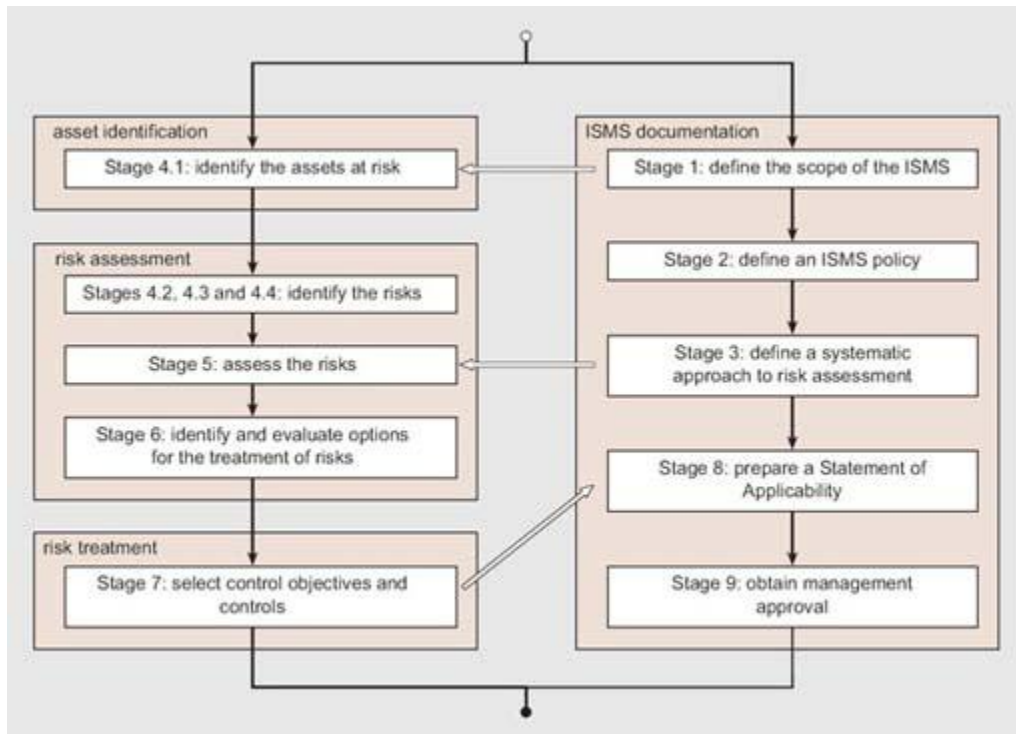 asset identification
Stage 4.1: identify the assets at risk
risk assessment
Stages 4.2, 4.3 and 4.4: identify the risks
Stage 5: assess the risks
Stage 6: identify and evaluate options
for the treatment of risks
risk treatment
Stage 7: select control objectives and
controls
ISMS documentation
Stage 1: define the scope of the ISMS
Stage 2: define an ISMS policy
Stage 3: define a systematic
approach to risk assessment
Stage 8: prepare a Statement of
Applicability
Stage 9: obtain management
approval